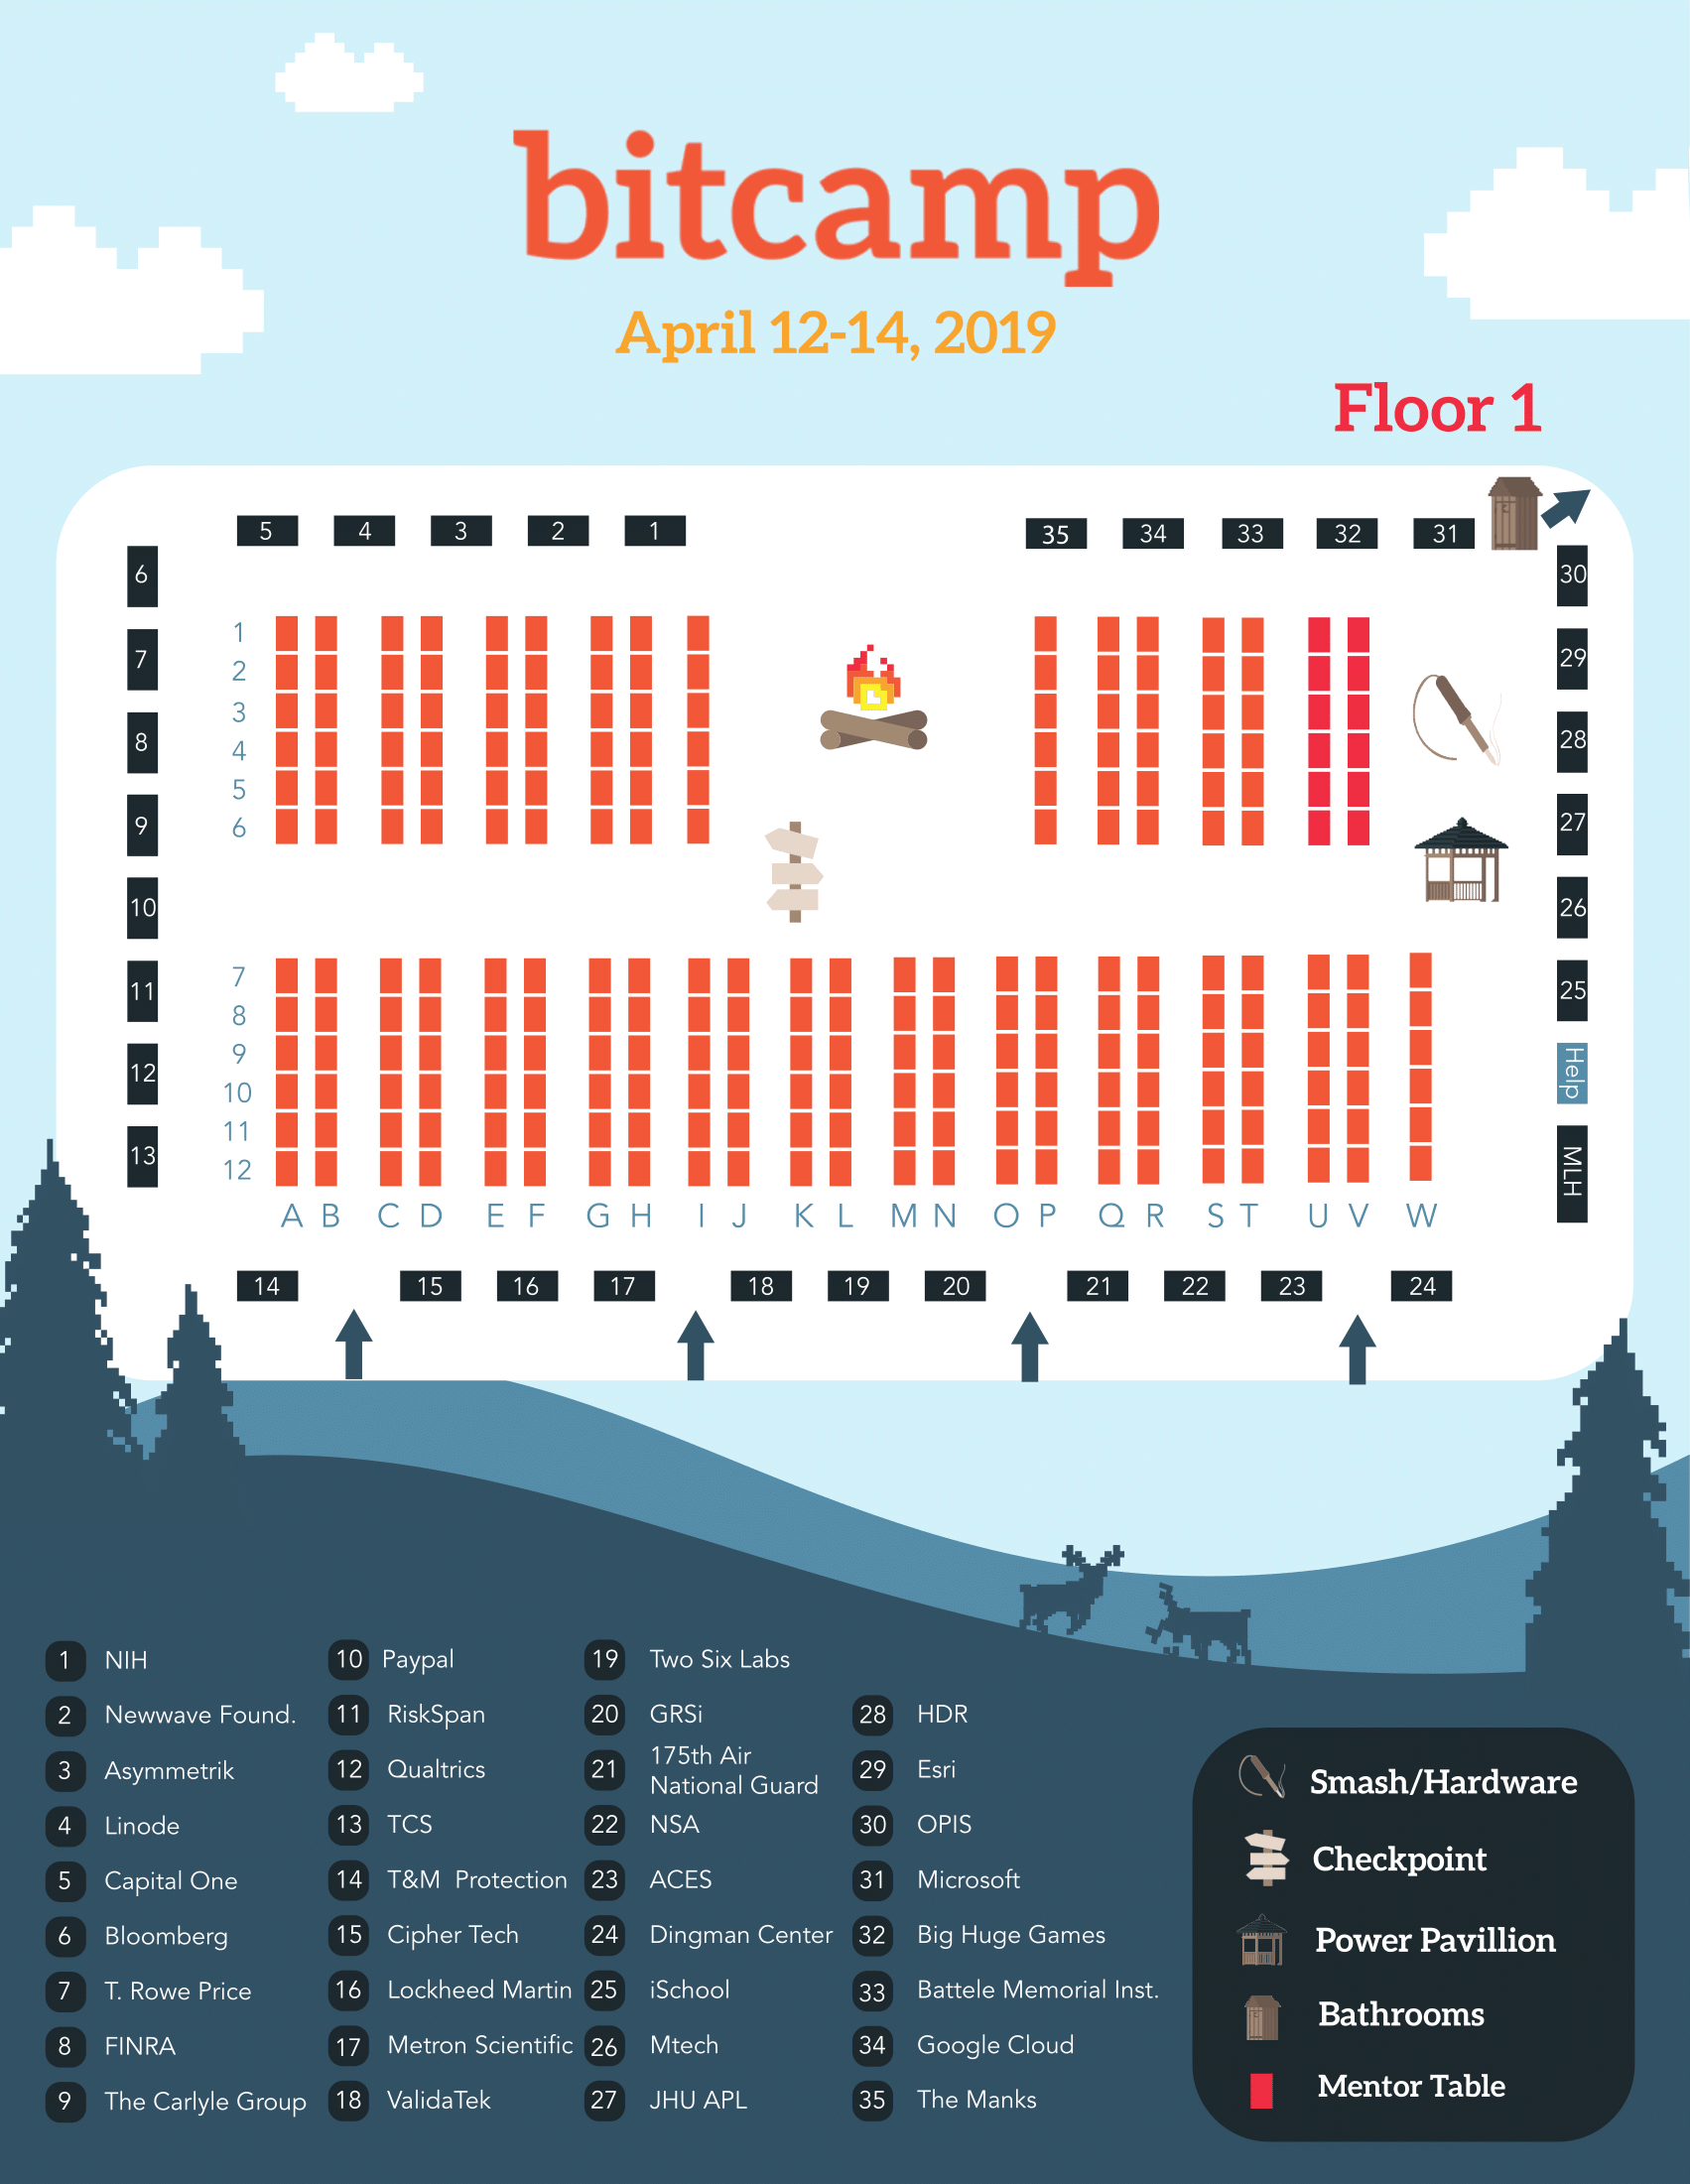 bitcamp
April 12-14, 2019
Floor 1
5 4 3 2 1 35 34 33 32 31
6
7
8
9
10
11
12
13
30
29
28
27
26
25
Help
MLH
1
2
3
4
5
6
7
8
9
10
11
12
A B C D E F G H I J K L M N O P Q R S T U V W
14 15 16 17 18 19 20 21 22 23 24
1 NIH
2 Newwave Found.
3 Asymmetrik
4 Linode
5 Capital One
6 Bloomberg
7 T. Rowe Price
8 FINRA
9 The Carlyle Group
10 Paypal
11 RiskSpan
12 Qualtrics
13 TCS
14 T&M Protection
15 Cipher Tech
16 Lockheed Martin
17 Metron Scientific
18 ValidaTek
19 Two Six Labs
20 GRSi
21 175th Air
National Guard
22 NSA
23 ACES
24 Dingman Center
25 iSchool
26 Mtech
27 JHU APL
28 HDR
29 Esri
30 OPIS
31 Microsoft
32 Big Huge Games
33 Battele Memorial Inst.
34 Google Cloud
35 The Manks
Smash/Hardware
Checkpoint
Power Pavillion
Bathrooms
Mentor Table